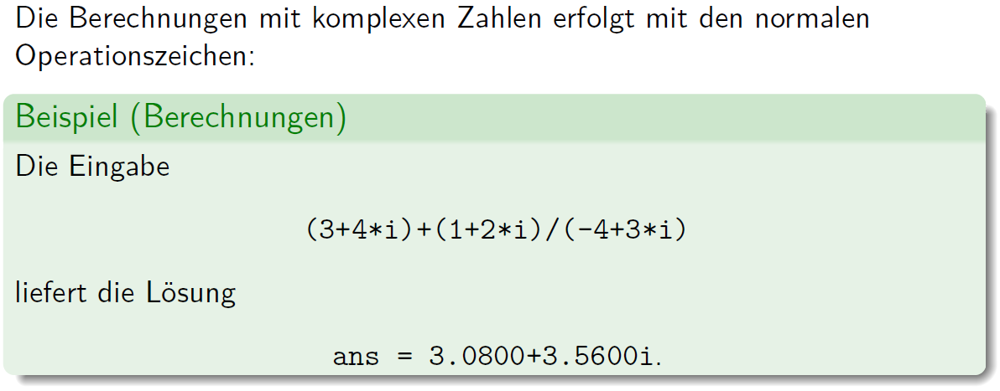 Die Berechnungen mit komplexen Zahlen erfolgt mit den normalen
Operationszeichen:
Beispiel (Berechnungen)
Die Eingabe
(3+4*i)+(1+2*i)/(-4+3*i)
liefert die Lösung
ans = 3.0800+3.5600i.